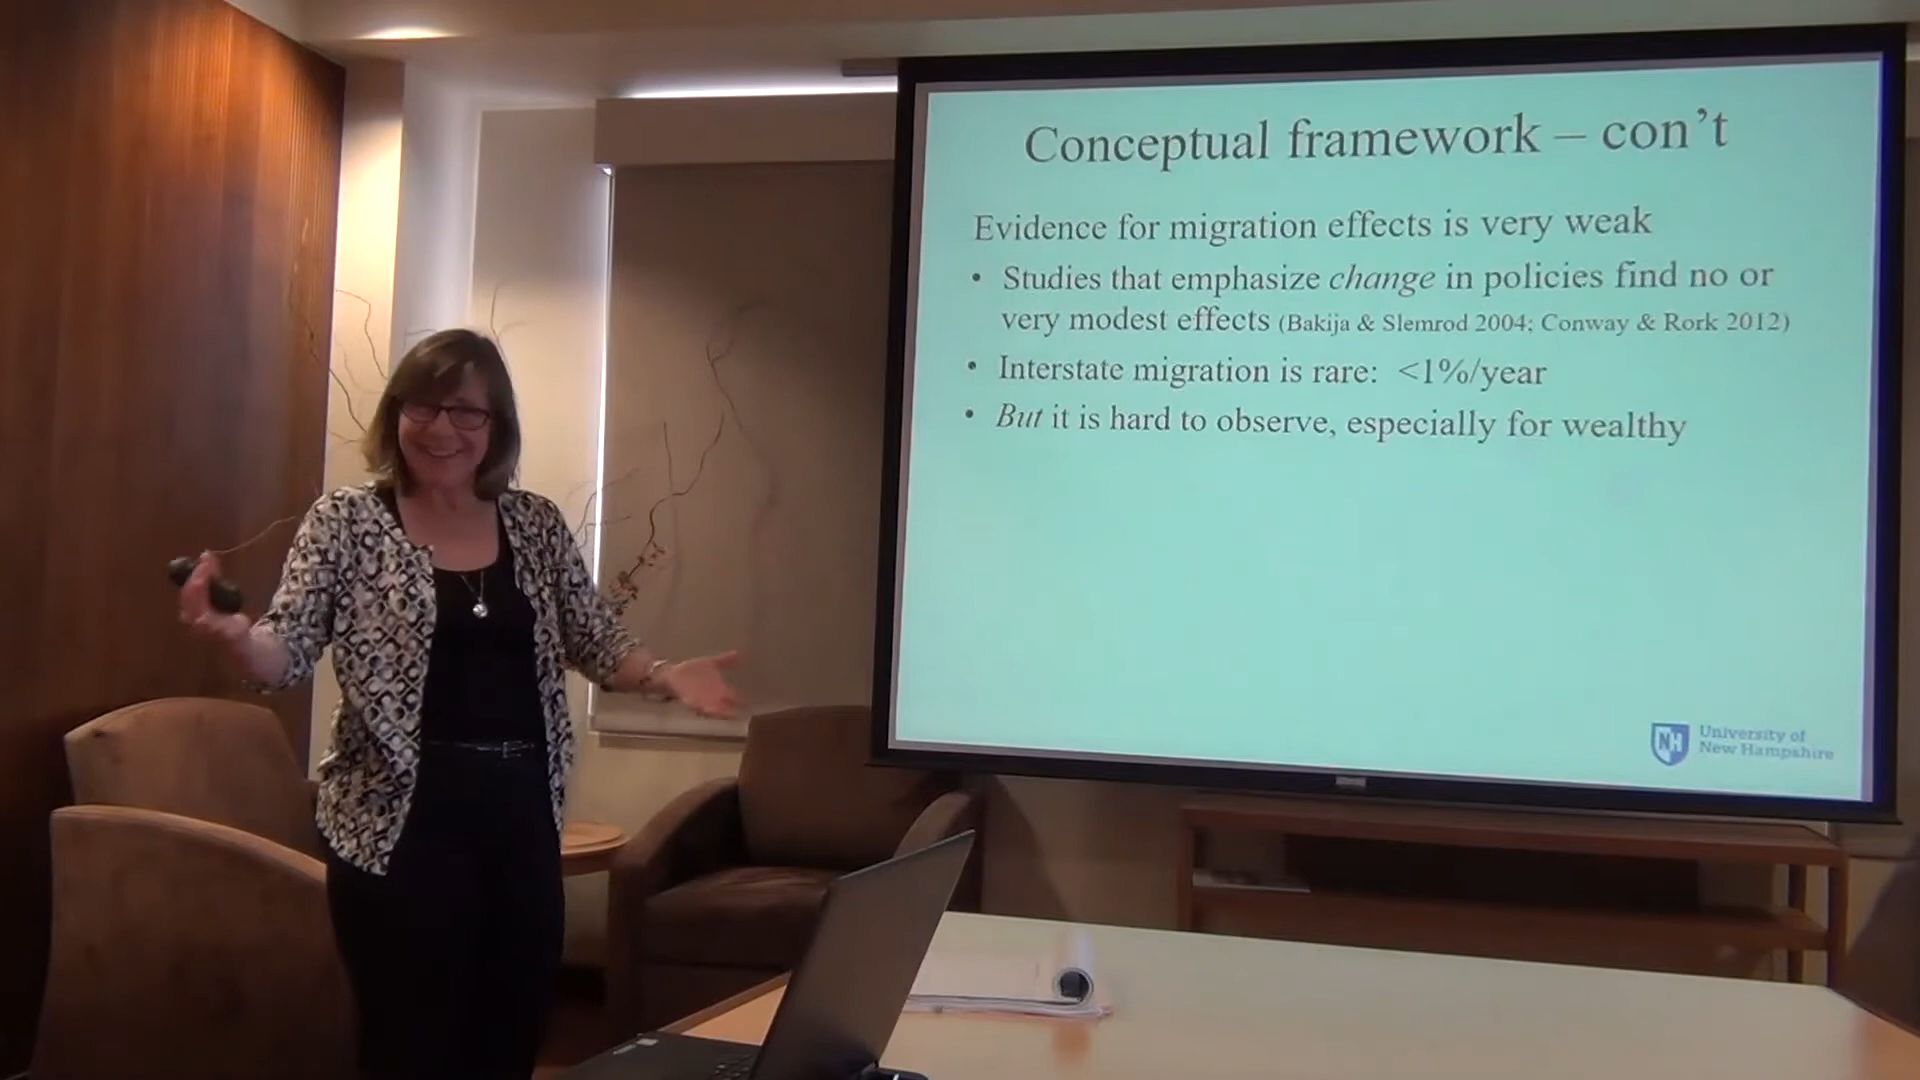 Conceptual framework – con’t
Evidence for migration effects is very weak
• Studies that emphasize change in policies find no or
very modest effects (Bakija & Slemrod 2004; Conway & Rork 2012)
• Interstate migration is rare: <1%/year
• But it is hard to observe, especially for wealthy
NH
University of
New Hampshire